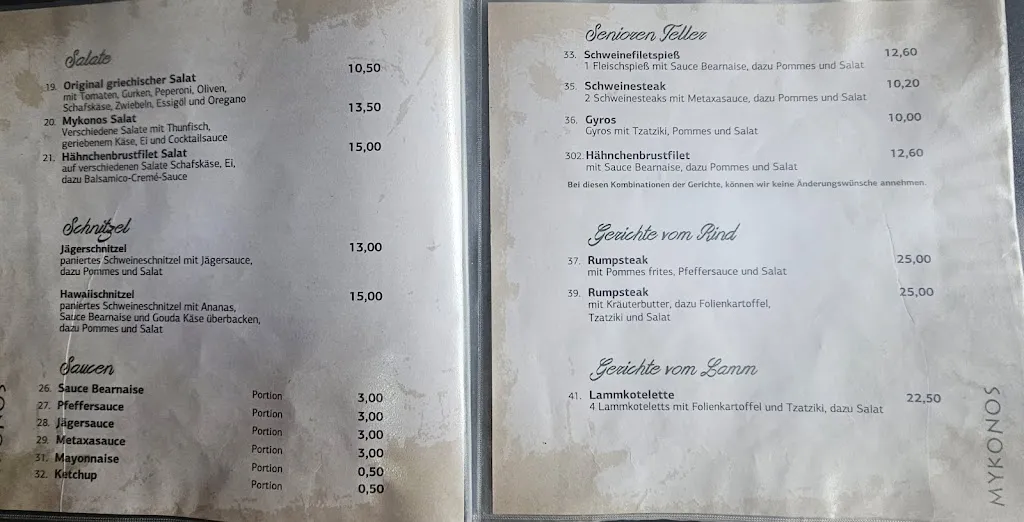 Salate
19. Original griechischer Salat 10,50
mit Tomaten, Gurken, Peperoni, Oliven,
Schafskäse, Zwiebeln, Essigöl und Oregano
20. Mykonos Salat 13,50
Verschiedene Salate mit Thunfisch,
geriebenem Käse, Ei und Cocktailsauce
21. Hähnchenbrustfilet Salat 15,00
auf verschiedenen Salate Schafskäse, Ei,
dazu Balsamico-Cremé-Sauce
Schnitzel
Jägerschnitzel 13,00
paniertes Schweineschnitzel mit Jägersauce,
dazu Pommes und Salat
Hawaiischnitzel 15,00
paniertes Schweineschnitzel mit Ananas,
Sauce Bearnaise und Gouda Käse überbacken,
dazu Pommes und Salat
Saucen
26. Sauce Bearnaise Portion 3,00
27. Pfeffersauce Portion 3,00
28. Jägersauce Portion 3,00
29. Metaxasauce Portion 3,00
31. Mayonnaise Portion 0,50
32. Ketchup Portion 0,50
Senioren Teller
33. Schweinefiletspieß 12,60
1 Fleischspieß mit Sauce Bearnaise, dazu Pommes und Salat
35. Schweinesteak 10,20
2 Schweinesteaks mit Metaxasauce, dazu Pommes und Salat
36. Gyros 10,00
Gyros mit Tzatziki, Pommes und Salat
302. Hähnchenbrustfilet 12,60
mit Sauce Bearnaise, dazu Pommes und Salat
Bei diesen Kombinationen der Gerichte, können wir keine Änderungswünsche annehmen.
Gerichte vom Rind
37. Rumpsteak 25,00
mit Pommes frites, Pfeffersauce und Salat
39. Rumpsteak 25,00
mit Kräuterbutter, dazu Folienkartoffel,
Tzatziki und Salat
Gerichte vom Lamm
41. Lammkotelette 22,50
4 Lammkoteletts mit Folienkartoffel und Tzatziki, dazu Salat
MYKONOS